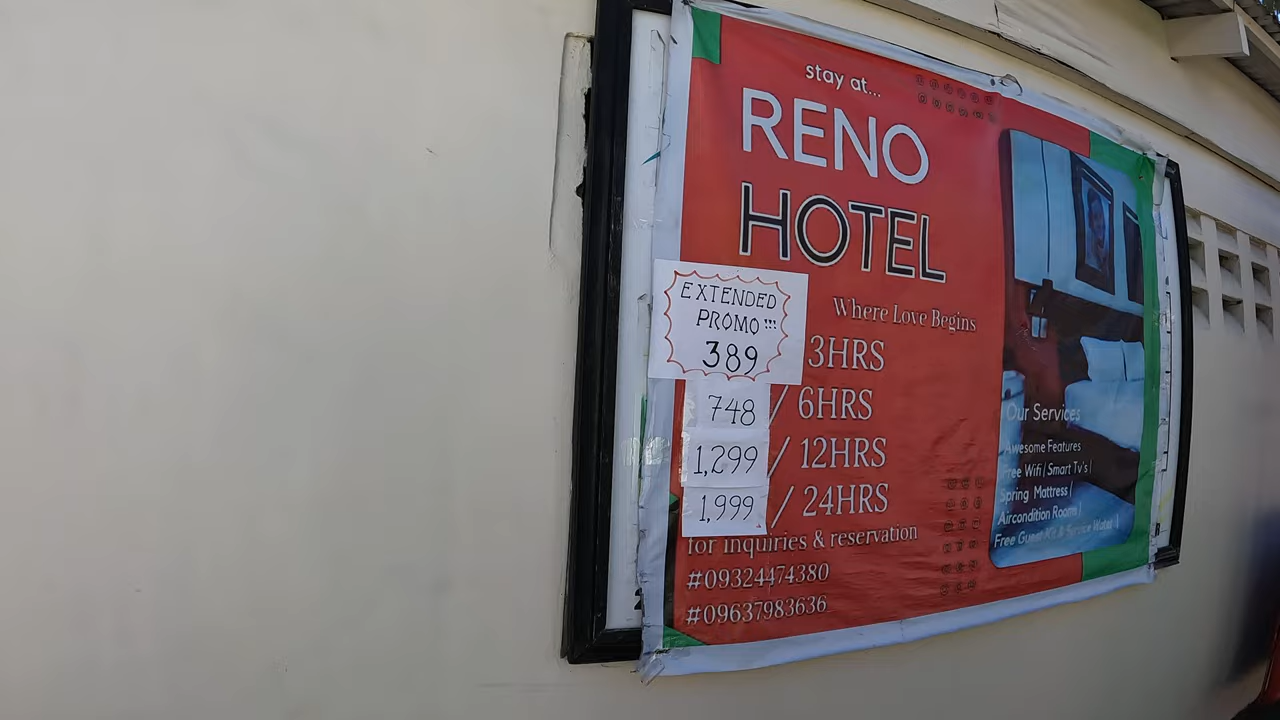 stay at...
RENO
HOTEL
Where Love Begins
EXTENDED
PROMO!!!
389 3HRS
748 / 6HRS
1,299 / 12HRS
1,999 / 24HRS
for inquiries & reservation
#09324474380
#09637983636
Our Services
Awesome Features
Free Wifi | Smart Tv's |
Spring Mattress |
Aircondition Rooms |
Free Guest Kit & Service Water |